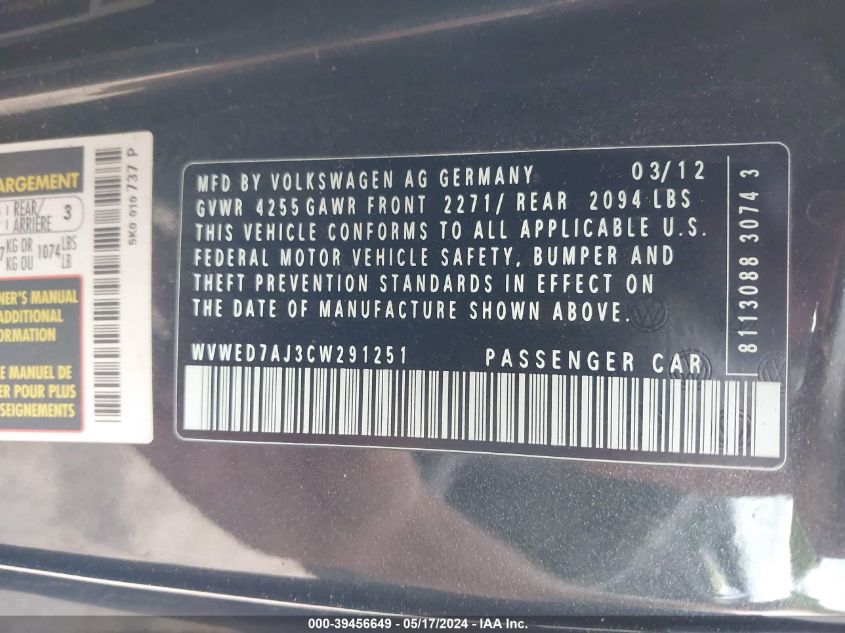 ARGEMENT
REAR/ 3
ARRIÈRE
KG OR 1074 LBS
KG OU LB
NER'S MANUAL
ADDITIONAL
FORMATION
E MANUEL DE
ER POUR PLUS
SEIGNEMENTS
5K0 010 737 P
MFD BY VOLKSWAGEN AG GERMANY 03/12
GVWR 4255 GAWR FRONT 2271/ REAR 2094 LBS
THIS VEHICLE CONFORMS TO ALL APPLICABLE U.S.
FEDERAL MOTOR VEHICLE SAFETY, BUMPER AND
THEFT PREVENTION STANDARDS IN EFFECT ON
THE DATE OF MANUFACTURE SHOWN ABOVE.
WVWED7AJ3CW291251 PASSENGER CAR
8113088 3074 3
000-39456649 - 05/17/2024 - IAA Inc.